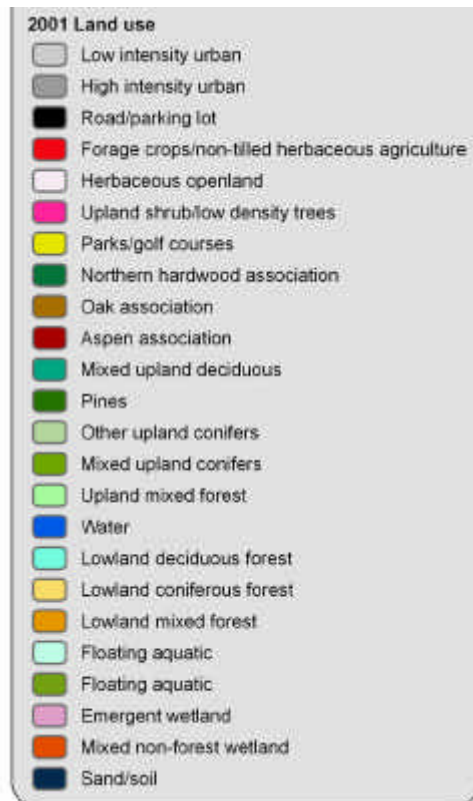 2001 Land use
Low intensity urban
High intensity urban
Road/parking lot
Forage crops/non-tilled herbaceous agriculture
Herbaceous openland
Upland shrub/low density trees
Parks/golf courses
Northern hardwood association
Oak association
Aspen association
Mixed upland deciduous
Pines
Other upland conifers
Mixed upland conifers
Upland mixed forest
Water
Lowland deciduous forest
Lowland coniferous forest
Lowland mixed forest
Floating aquatic
Floating aquatic
Emergent wetland
Mixed non-forest wetland
Sand/soil